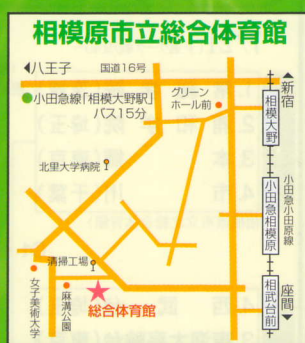 相模原市立総合体育館
◀八王子
国道16号
▲新宿
●小田急線「相模大野駅」
バス15分
グリーン
ホール前
相模大野
北里大学病院
小田急相模原
小田急小田原線
清掃工場
女子美術大学
麻溝公園
総合体育館
相武台前
座間▼